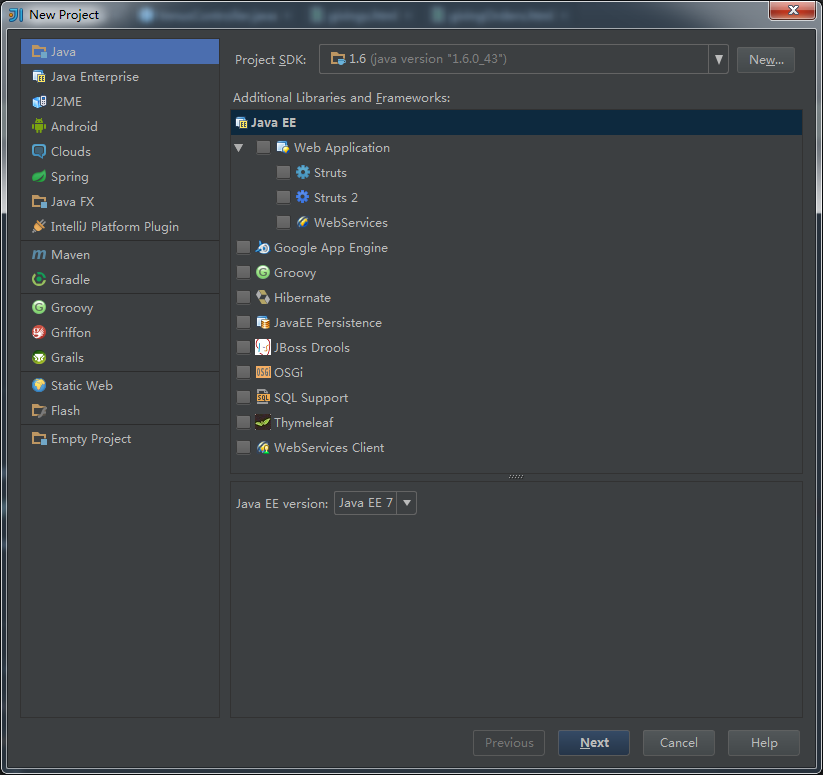 New Project
Java
Java Enterprise
J2ME
Android
Clouds
Spring
Java FX
IntelliJ Platform Plugin
Maven
Gradle
Groovy
Griffon
Grails
Static Web
Flash
Empty Project
Project SDK: 1.6 (java version "1.6.0_43") New...
Additional Libraries and Frameworks:
Java EE
Web Application
Struts
Struts 2
WebServices
Google App Engine
Groovy
Hibernate
JavaEE Persistence
JBoss Drools
OSGi
SQL Support
Thymeleaf
WebServices Client
Java EE version: Java EE 7
Previous Next Cancel Help